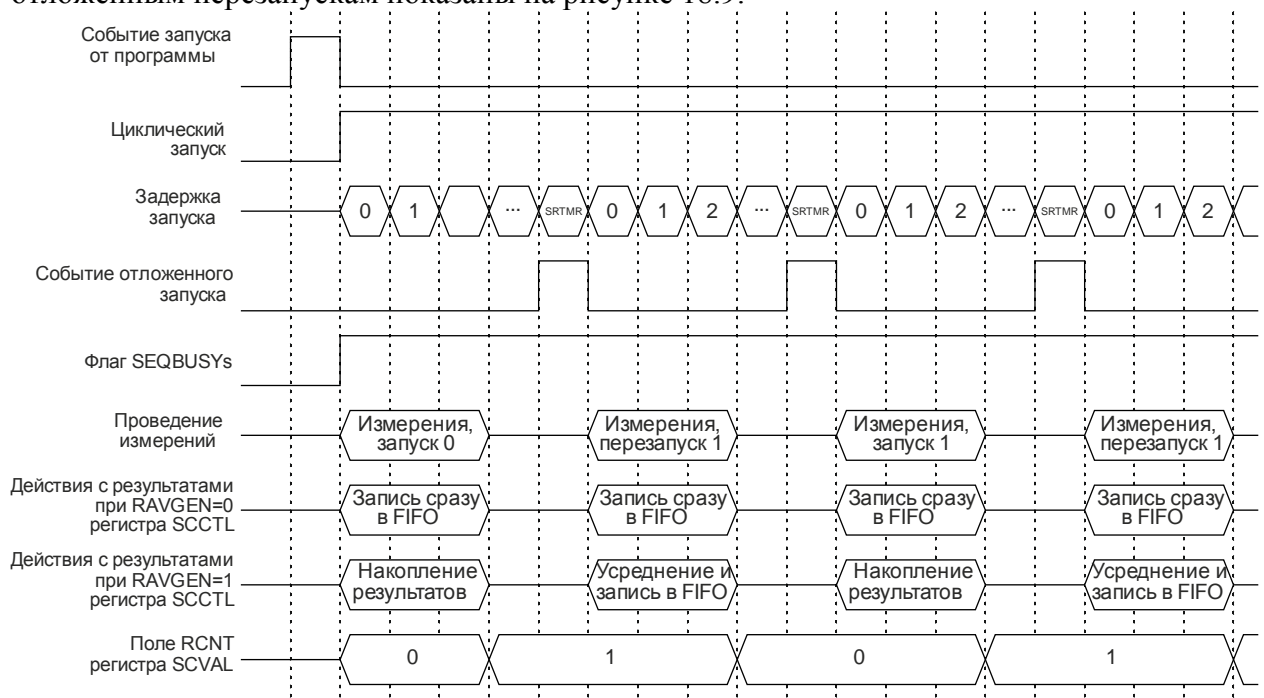 отложенным перезапускам показаны на рисунке 18.9.
Событие запуска
от программы
Циклический
запуск
Задержка
запуска
0 1 ... SRTMR 0 1 2 ... SRTMR 0 1 2 ... SRTMR 0 1 2
Событие отложенного
запуска
Флаг SEQBUSYs
Проведение
измерений
Измерения,
запуск 0
Измерения,
перезапуск 1
Измерения,
запуск 1
Измерения,
перезапуск 1
Действия с результатами
при RAVGEN=0
регистра SCCTL
Запись сразу
в FIFO
Запись сразу
в FIFO
Запись сразу
в FIFO
Запись сразу
в FIFO
Действия с результатами
при RAVGEN=1
регистра SCCTL
Накопление
результатов
Усреднение и
запись в FIFO
Накопление
результатов
Усреднение и
запись в FIFO
Поле RCNT
регистра SCVAL
0 1 0 1